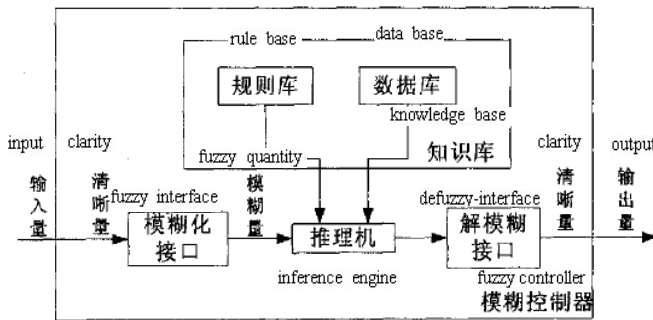 rule base
data base
规则库
数据库
knowledge base
知识库
input
clarity
fuzzy quantity
clarity
output
输入量
清晰量
fuzzy interface
模糊量
defuzzy-interface
清晰量
输出量
模糊化
接口
推理机
解模糊
接口
inference engine
fuzzy controller
模糊控制器